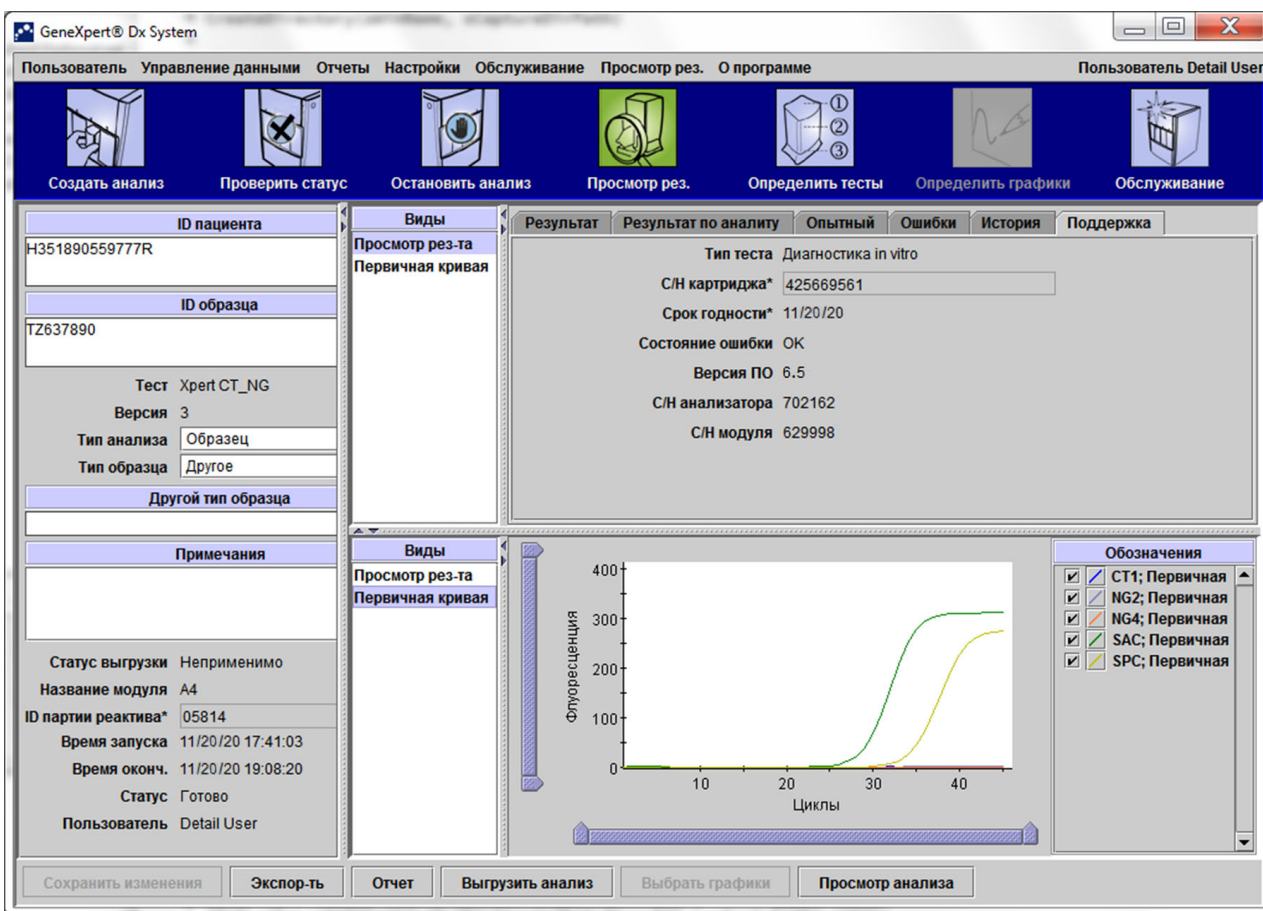 GeneXpert® Dx System
Пользователь Управление данными Отчеты Настройки Обслуживание Просмотр рез. О программе Пользователь Detail User
Создать анализ Проверить статус Остановить анализ Просмотр рез. Определить тесты Определить графики Обслуживание
1
2
3
ID пациента
H351890559777R
ID образца
TZ637890
Тест Xpert CT_NG
Версия 3
Тип анализа Образец
Тип образца Другое
Другой тип образца
Примечания
Статус выгрузки Неприменимо
Название модуля A4
ID партии реактива* 05814
Время запуска 11/20/20 17:41:03
Время оконч. 11/20/20 19:08:20
Статус Готово
Пользователь Detail User
Виды
Просмотр рез-та
Первичная кривая
Результат Результат по аналиту Опытный Ошибки История Поддержка
Тип теста Диагностика in vitro
С/Н картриджа* 425669561
Срок годности* 11/20/20
Состояние ошибки OK
Версия ПО 6.5
С/Н анализатора 702162
С/Н модуля 629998
Виды
Просмотр рез-та
Первичная кривая
Флуоресценция
400
300
200
100
0
10 20 30 40
Циклы
Обозначения
CT1; Первичная
NG2; Первичная
NG4; Первичная
SAC; Первичная
SPC; Первичная
Сохранить изменения Экспор-ть Отчет Выгрузить анализ Выбрать графики Просмотр анализа